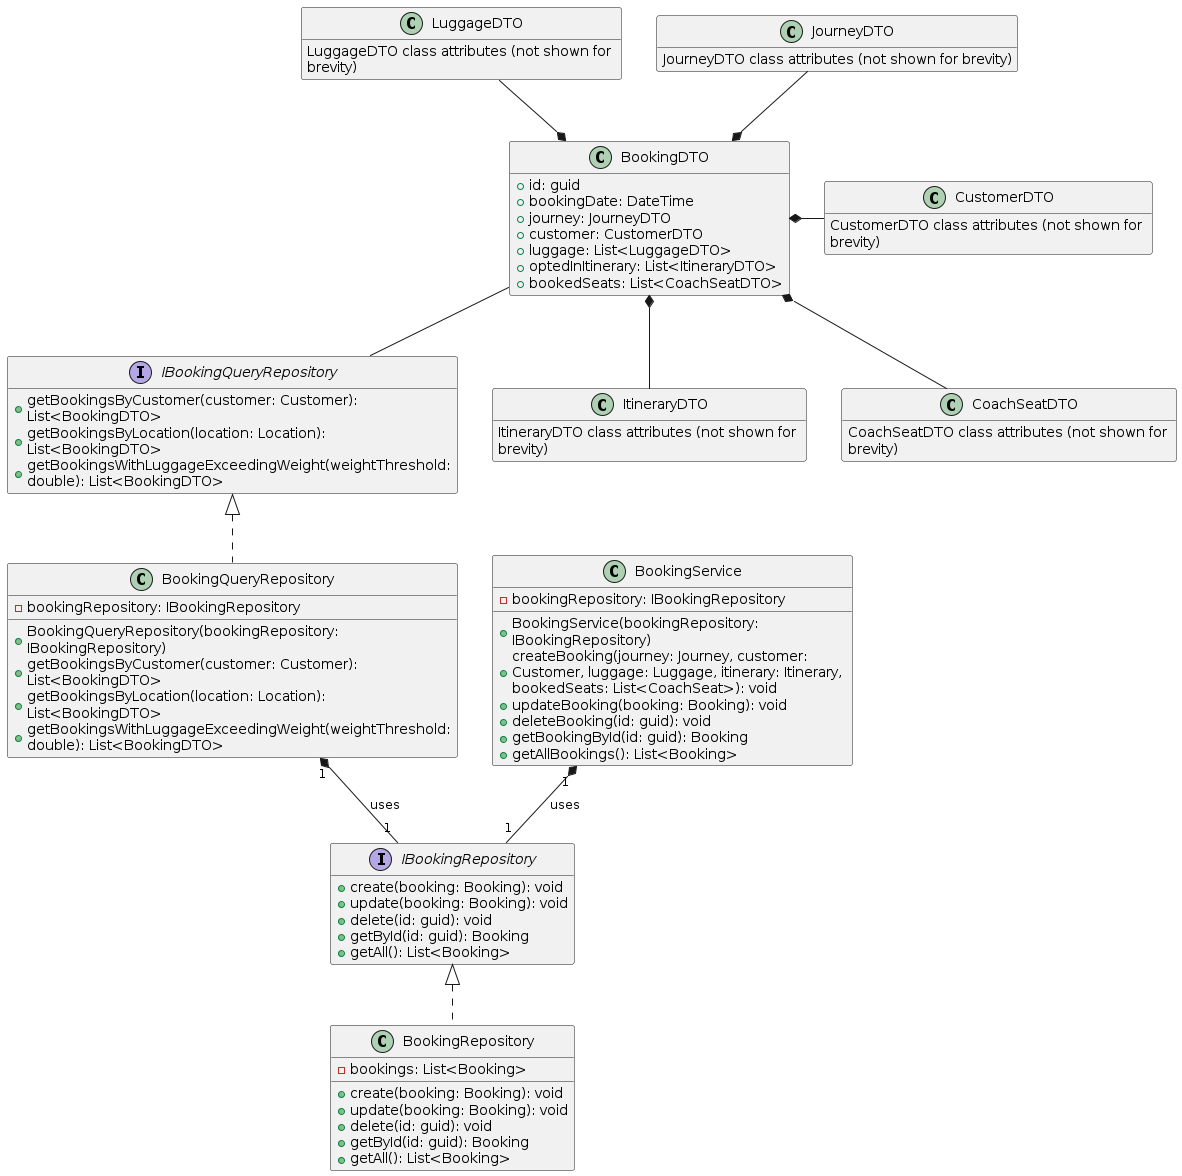 C LuggageDTO
LuggageDTO class attributes (not shown for
brevity)
C JourneyDTO
JourneyDTO class attributes (not shown for brevity)
C BookingDTO
id: guid
bookingDate: DateTime
journey: JourneyDTO
customer: CustomerDTO
luggage: List<LuggageDTO>
optedInItinerary: List<ItineraryDTO>
bookedSeats: List<CoachSeatDTO>
C CustomerDTO
CustomerDTO class attributes (not shown for
brevity)
I IBookingQueryRepository
getBookingsByCustomer(customer: Customer):
List<BookingDTO>
getBookingsByLocation(location: Location):
List<BookingDTO>
getBookingsWithLuggageExceedingWeight(weightThreshold:
double): List<BookingDTO>
C ItineraryDTO
ItineraryDTO class attributes (not shown for
brevity)
C CoachSeatDTO
CoachSeatDTO class attributes (not shown for
brevity)
C BookingQueryRepository
bookingRepository: IBookingRepository
BookingQueryRepository(bookingRepository:
IBookingRepository)
getBookingsByCustomer(customer: Customer):
List<BookingDTO>
getBookingsByLocation(location: Location):
List<BookingDTO>
getBookingsWithLuggageExceedingWeight(weightThreshold:
double): List<BookingDTO>
C BookingService
bookingRepository: IBookingRepository
BookingService(bookingRepository:
IBookingRepository)
createBooking(journey: Journey, customer:
Customer, luggage: Luggage, itinerary: Itinerary,
bookedSeats: List<CoachSeat>): void
updateBooking(booking: Booking): void
deleteBooking(id: guid): void
getBookingById(id: guid): Booking
getAllBookings(): List<Booking>
1
uses
1
1
uses
1
I IBookingRepository
create(booking: Booking): void
update(booking: Booking): void
delete(id: guid): void
getById(id: guid): Booking
getAll(): List<Booking>
C BookingRepository
bookings: List<Booking>
create(booking: Booking): void
update(booking: Booking): void
delete(id: guid): void
getById(id: guid): Booking
getAll(): List<Booking>